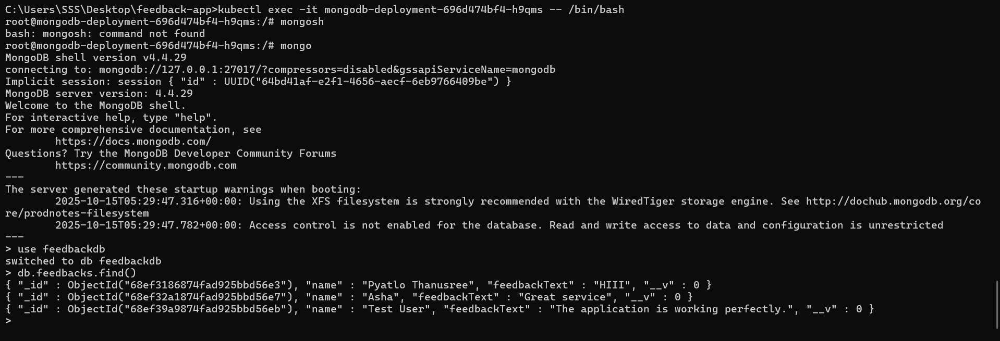 C:\Users\SSS\Desktop\feedback-app>kubectl exec -it mongodb-deployment-696d474bf4-h9qms -- /bin/bash
root@mongodb-deployment-696d474bf4-h9qms:/# mongosh
bash: mongosh: command not found
root@mongodb-deployment-696d474bf4-h9qms:/# mongo
MongoDB shell version v4.4.29
connecting to: mongodb://127.0.0.1:27017/?compressors=disabled&gssapiServiceName=mongodb
Implicit session: session { "id" : UUID("64bd41af-e2f1-4656-aecf-6eb9766409be") }
MongoDB server version: 4.4.29
Welcome to the MongoDB shell.
For interactive help, type "help".
For more comprehensive documentation, see
        https://docs.mongodb.com/
Questions? Try the MongoDB Developer Community Forums
        https://community.mongodb.com
---
The server generated these startup warnings when booting:
        2025-10-15T05:29:47.316+00:00: Using the XFS filesystem is strongly recommended with the WiredTiger storage engine. See http://dochub.mongodb.org/co
re/prodnotes-filesystem
        2025-10-15T05:29:47.782+00:00: Access control is not enabled for the database. Read and write access to data and configuration is unrestricted
---
> use feedbackdb
switched to db feedbackdb
> db.feedbacks.find()
{ "_id" : ObjectId("68ef3186874fad925bbd56e3"), "name" : "Pyatlo Thanusree", "feedbackText" : "HIII", "__v" : 0 }
{ "_id" : ObjectId("68ef32a1874fad925bbd56e7"), "name" : "Asha", "feedbackText" : "Great service", "__v" : 0 }
{ "_id" : ObjectId("68ef39a9874fad925bbd56eb"), "name" : "Test User", "feedbackText" : "The application is working perfectly.", "__v" : 0 }
>